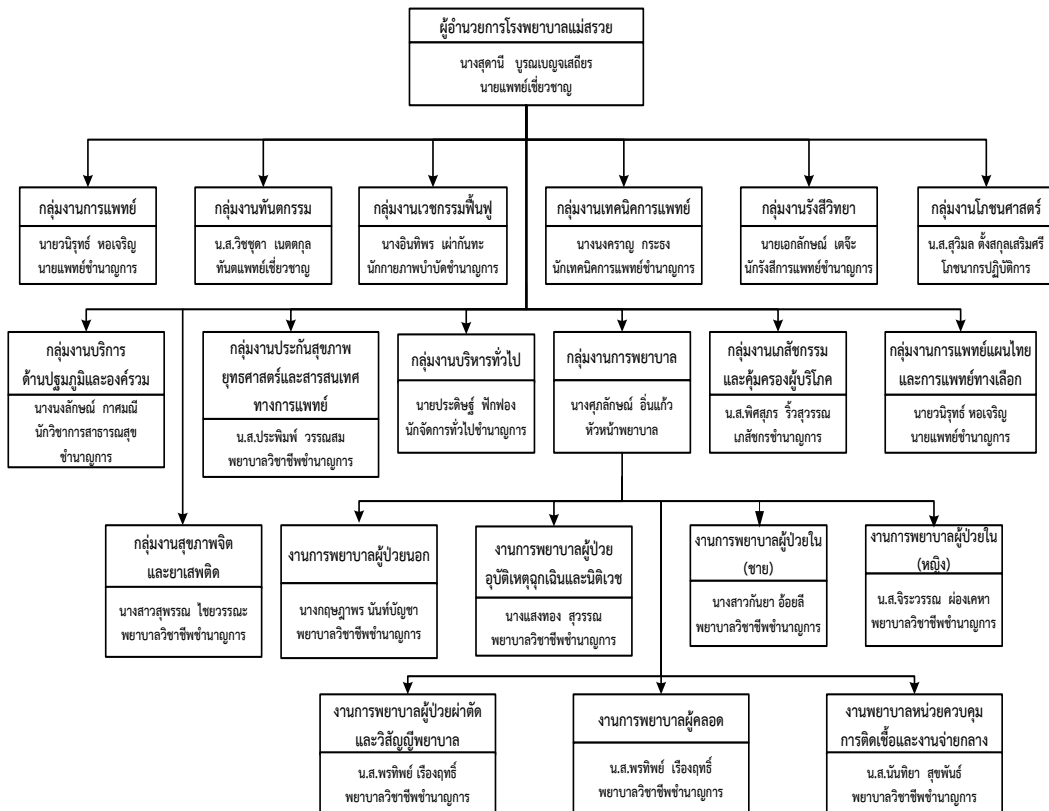 ผู้อำนวยการโรงพยาบาลแม่สรวย
นางสุดานี บูรณเบญจเสถียร
นายแพทย์เชี่ยวชาญ
กลุ่มงานการแพทย์
นายวนิรุทธ์ หอเจริญ
นายแพทย์ชำนาญการ
กลุ่มงานทันตกรรม
น.ส.วิชชุดา เนตตกุล
ทันตแพทย์เชี่ยวชาญ
กลุ่มงานเวชกรรมฟื้นฟู
นางอินทิพร เผ่ากันทะ
นักกายภาพบำบัดชำนาญการ
กลุ่มงานเทคนิคการแพทย์
นางนงคราญ กระธง
นักเทคนิคการแพทย์ชำนาญการ
กลุ่มงานรังสีวิทยา
นายเอกลักษณ์ เตจ๊ะ
นักรังสีการแพทย์ชำนาญการ
กลุ่มงานโภชนศาสตร์
น.ส.สุวิมล ตั้งสกุลเสริมศรี
โภชนากรปฏิบัติการ
กลุ่มงานบริการ
ด้านปฐมภูมิและองค์รวม
นางนงลักษณ์ กาศมณี
นักวิชาการสาธารณสุข
ชำนาญการ
กลุ่มงานประกันสุขภาพ
ยุทธศาสตร์และสารสนเทศ
ทางการแพทย์
น.ส.ประพิมพ์ วรรณสม
พยาบาลวิชาชีพชำนาญการ
กลุ่มงานบริหารทั่วไป
นายประดิษฐ์ ฟักฟอง
นักจัดการทั่วไปชำนาญการ
กลุ่มงานการพยาบาล
นางศุภลักษณ์ อิ่นแก้ว
หัวหน้าพยาบาล
กลุ่มงานเภสัชกรรม
และคุ้มครองผู้บริโภค
น.ส.พิศสุภร ริ้วสุวรรณ
เภสัชกรชำนาญการ
กลุ่มงานการแพทย์แผนไทย
และการแพทย์ทางเลือก
นายวนิรุทธ์ หอเจริญ
นายแพทย์ชำนาญการ
กลุ่มงานสุขภาพจิต
และยาเสพติด
นางสาวสุพรรณ ไชยวรรณะ
พยาบาลวิชาชีพชำนาญการ
งานการพยาบาลผู้ป่วยนอก
นางกฤษฎาพร นันท์บัญชา
พยาบาลวิชาชีพชำนาญการ
งานการพยาบาลผู้ป่วย
อุบัติเหตุฉุกเฉินและนิติเวช
นางแสงทอง สุวรรณ
พยาบาลวิชาชีพชำนาญการ
งานการพยาบาลผู้ป่วยใน
(ชาย)
นางสาวกันยา อ้อยลี
พยาบาลวิชาชีพชำนาญการ
งานการพยาบาลผู้ป่วยใน
(หญิง)
น.ส.จิระวรรณ ผ่องเคหา
พยาบาลวิชาชีพชำนาญการ
งานการพยาบาลผู้ป่วยผ่าตัด
และวิสัญญีพยาบาล
น.ส.พรทิพย์ เรืองฤทธิ์
พยาบาลวิชาชีพชำนาญการ
งานการพยาบาลผู้คลอด
น.ส.พรทิพย์ เรืองฤทธิ์
พยาบาลวิชาชีพชำนาญการ
งานพยาบาลหน่วยควบคุม
การติดเชื้อและงานจ่ายกลาง
น.ส.นันทิยา สุขพันธ์
พยาบาลวิชาชีพชำนาญการ